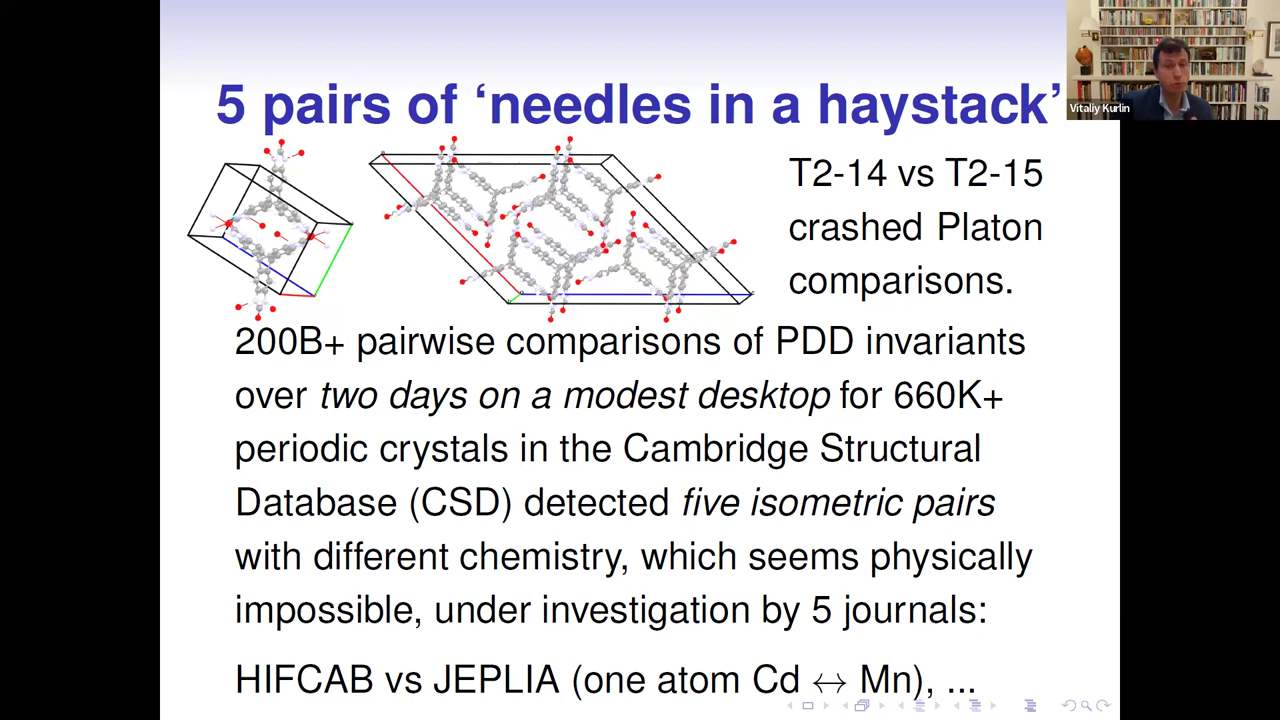 5 pairs of ‘needles in a haystack’
Vitaliy Kurlin
T2-14 vs T2-15
crashed Platon
comparisons.
200B+ pairwise comparisons of PDD invariants
over two days on a modest desktop for 660K+
periodic crystals in the Cambridge Structural
Database (CSD) detected five isometric pairs
with different chemistry, which seems physically
impossible, under investigation by 5 journals:
HIFCAB vs JEPLIA (one atom Cd ↔ Mn), ...